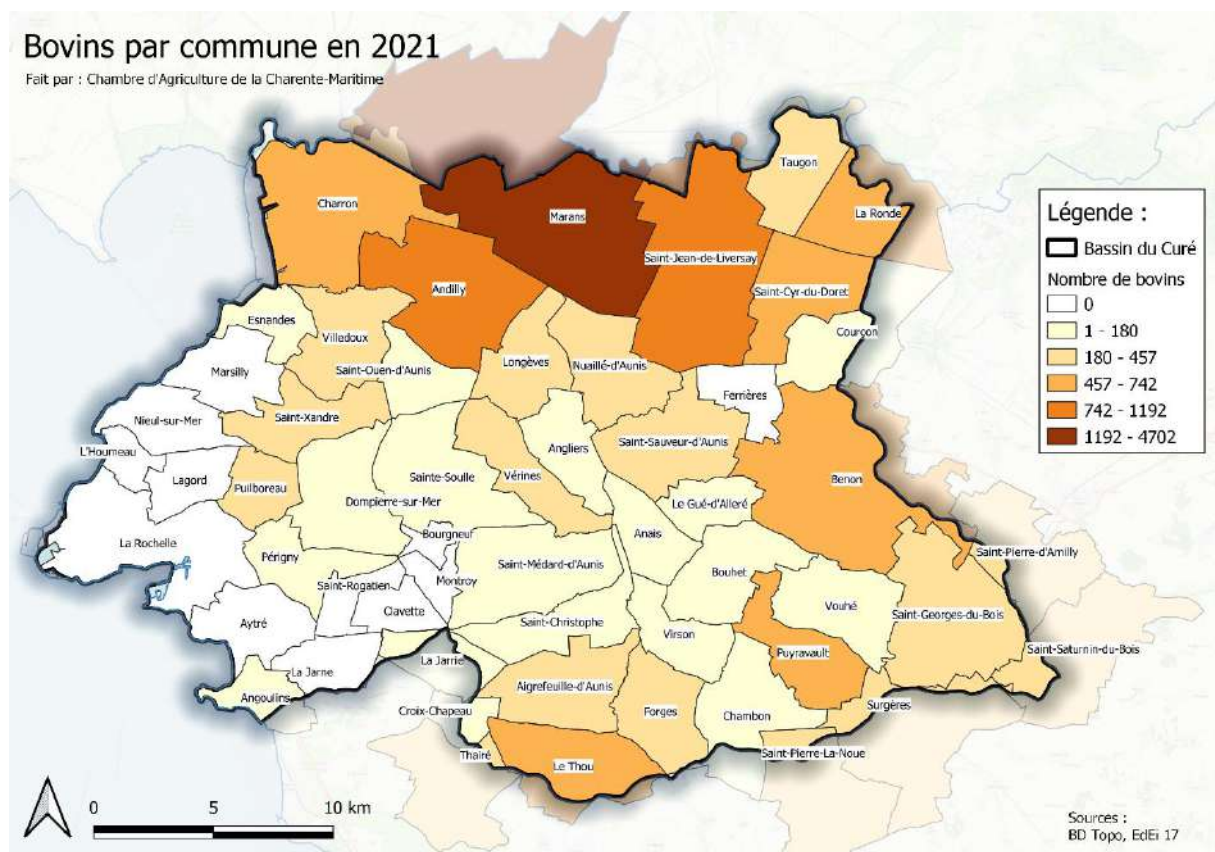 Bovins par commune en 2021
Fait par : Chambre d'Agriculture de la Charente-Maritime
Taugon
Charron
Marans
La Ronde
Saint-Jean-de-Liversay
Andilly
Saint-Cyr-du-Doret
Esnandes
Villedoux
Courçon
Longèves
Nuaillé-d'Aunis
Marsilly
Saint-Ouen-d'Aunis
Ferrières
Nieul-sur-Mer
Saint-Xandre
Saint-Sauveur-d'Aunis
Angliers
L'Houmeau
Lagord
Puilboreau
Sainte-Soulle
Vérines
Benon
Dompierre-sur-Mer
Le Gué-d'Alleré
La Rochelle
Bourgneuf
Anais
Saint-Pierre-d'Amilly
Périgny
Saint-Médard-d'Aunis
Bouhet
Saint-Rogatien
Montroy
Vouhé
Clavette
Saint-Georges-du-Bois
Aytré
Saint-Christophe
Virson
Saint-Saturnin-du-Bois
La Jarrie
Puyravault
La Jarne
Aigrefeuille-d'Aunis
Angoulins
Croix-Chapeau
Forges
Chambon
Surgères
Thairé
Saint-Pierre-La-Noue
Le Thou
Légende :
Bassin du Curé
Nombre de bovins
0
1 - 180
180 - 457
457 - 742
742 - 1192
1192 - 4702
0 5 10 km
Sources :
BD Topo, EdEi 17